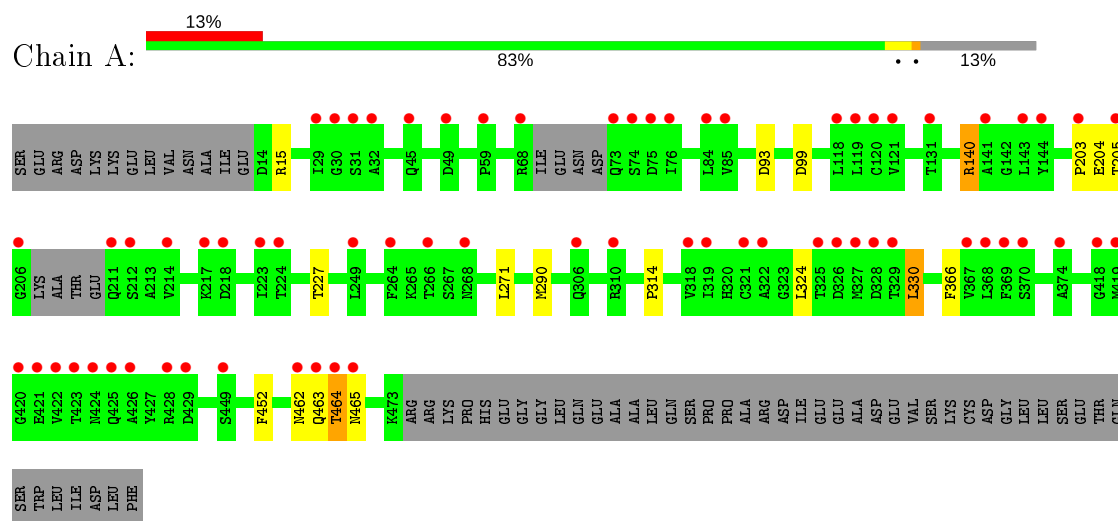 13%
Chain A:
83% • • 13%
SER GLU ARG ASP LYS LYS GLU LEU VAL ASN ALA ILE GLU D14 R15 I29 G30 S31 A32 Q45 D49 P59 R68 ILE GLU ASN ASP Q73 S74 D75 I76 L84 V85 D93 D99 L118 L119 C120 V121 T131 R140 A141 G142 L143 Y144 P203 E204 T205
G206 LYS ALA THR GLU Q211 S212 A213 V214 K217 D218 I223 T224 T227 L249 F264 K265 T266 S267 N268 L271 M290 Q306 R310 P314 V318 I319 H320 C321 A322 G323 L324 T325 D326 M327 D328 T329 L330 F366 V367 L368 F369 S370 A374 G418 M419
G420 E421 V422 T423 N424 Q425 A426 Y427 R428 D429 S449 F452 N462 Q463 T464 N465 K473 ARG ARG LYS PRO HIS GLU GLY GLY LEU GLN GLU ALA ALA LEU GLN SER PRO PRO ALA ARG ASP ILE GLU GLU ALA ASP GLU VAL SER LYS CYS ASP GLY LEU LEU SER GLU THR GLN
SER TRP LEU ILE ASP LEU PHE